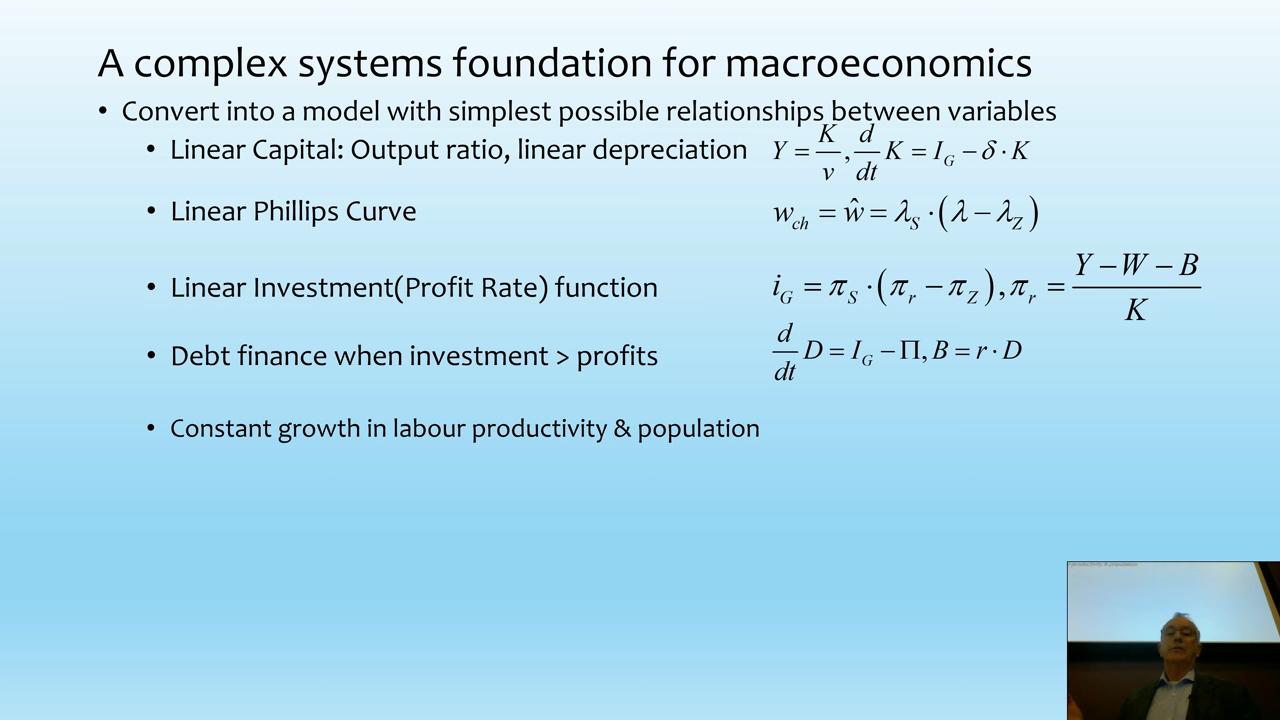 A complex systems foundation for macroeconomics
• Convert into a model with simplest possible relationships between variables
• Linear Capital: Output ratio, linear depreciation Y = K/v, d/dt K = I_G − δ · K
• Linear Phillips Curve w_ch = ŵ = λ_S · (λ − λ_Z)
• Linear Investment(Profit Rate) function i_G = π_S · (π_r − π_Z), π_r = (Y − W − B)/K
• Debt finance when investment > profits d/dt D = I_G − Π, B = r · D
• Constant growth in labour productivity & population